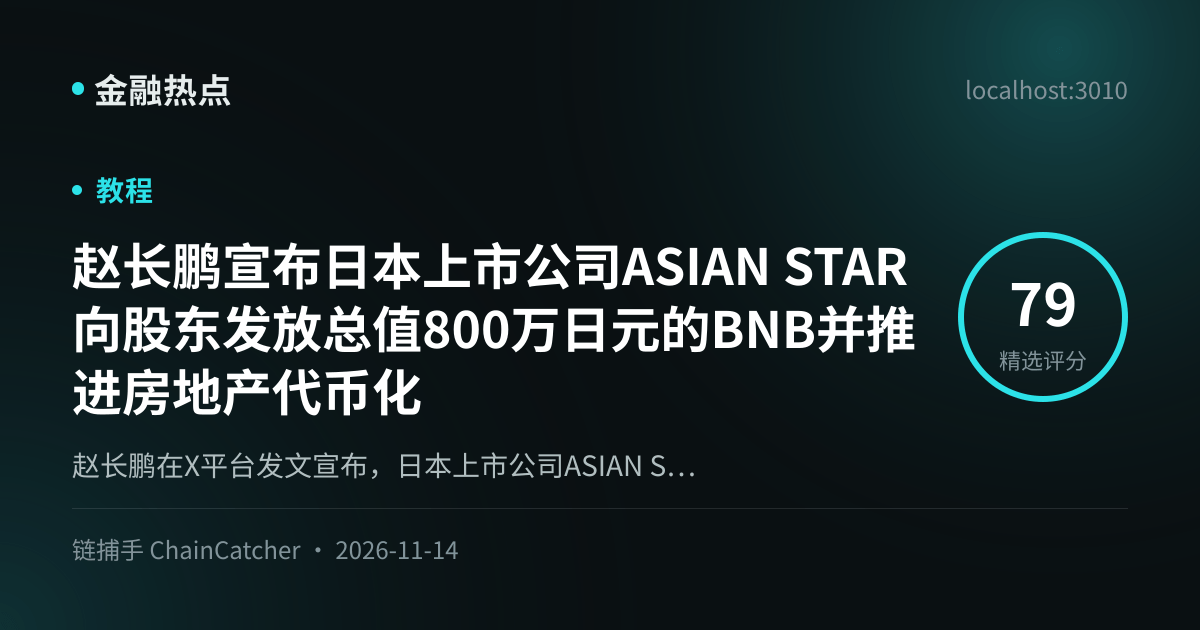 金融热点
localhost:3010
教程
赵长鹏宣布日本上市公司ASIAN STAR
向股东发放总值800万日元的BNB并推
进房地产代币化
79
精选评分
赵长鹏在X平台发文宣布，日本上市公司ASIAN S…
链捕手 ChainCatcher · 2026-11-14